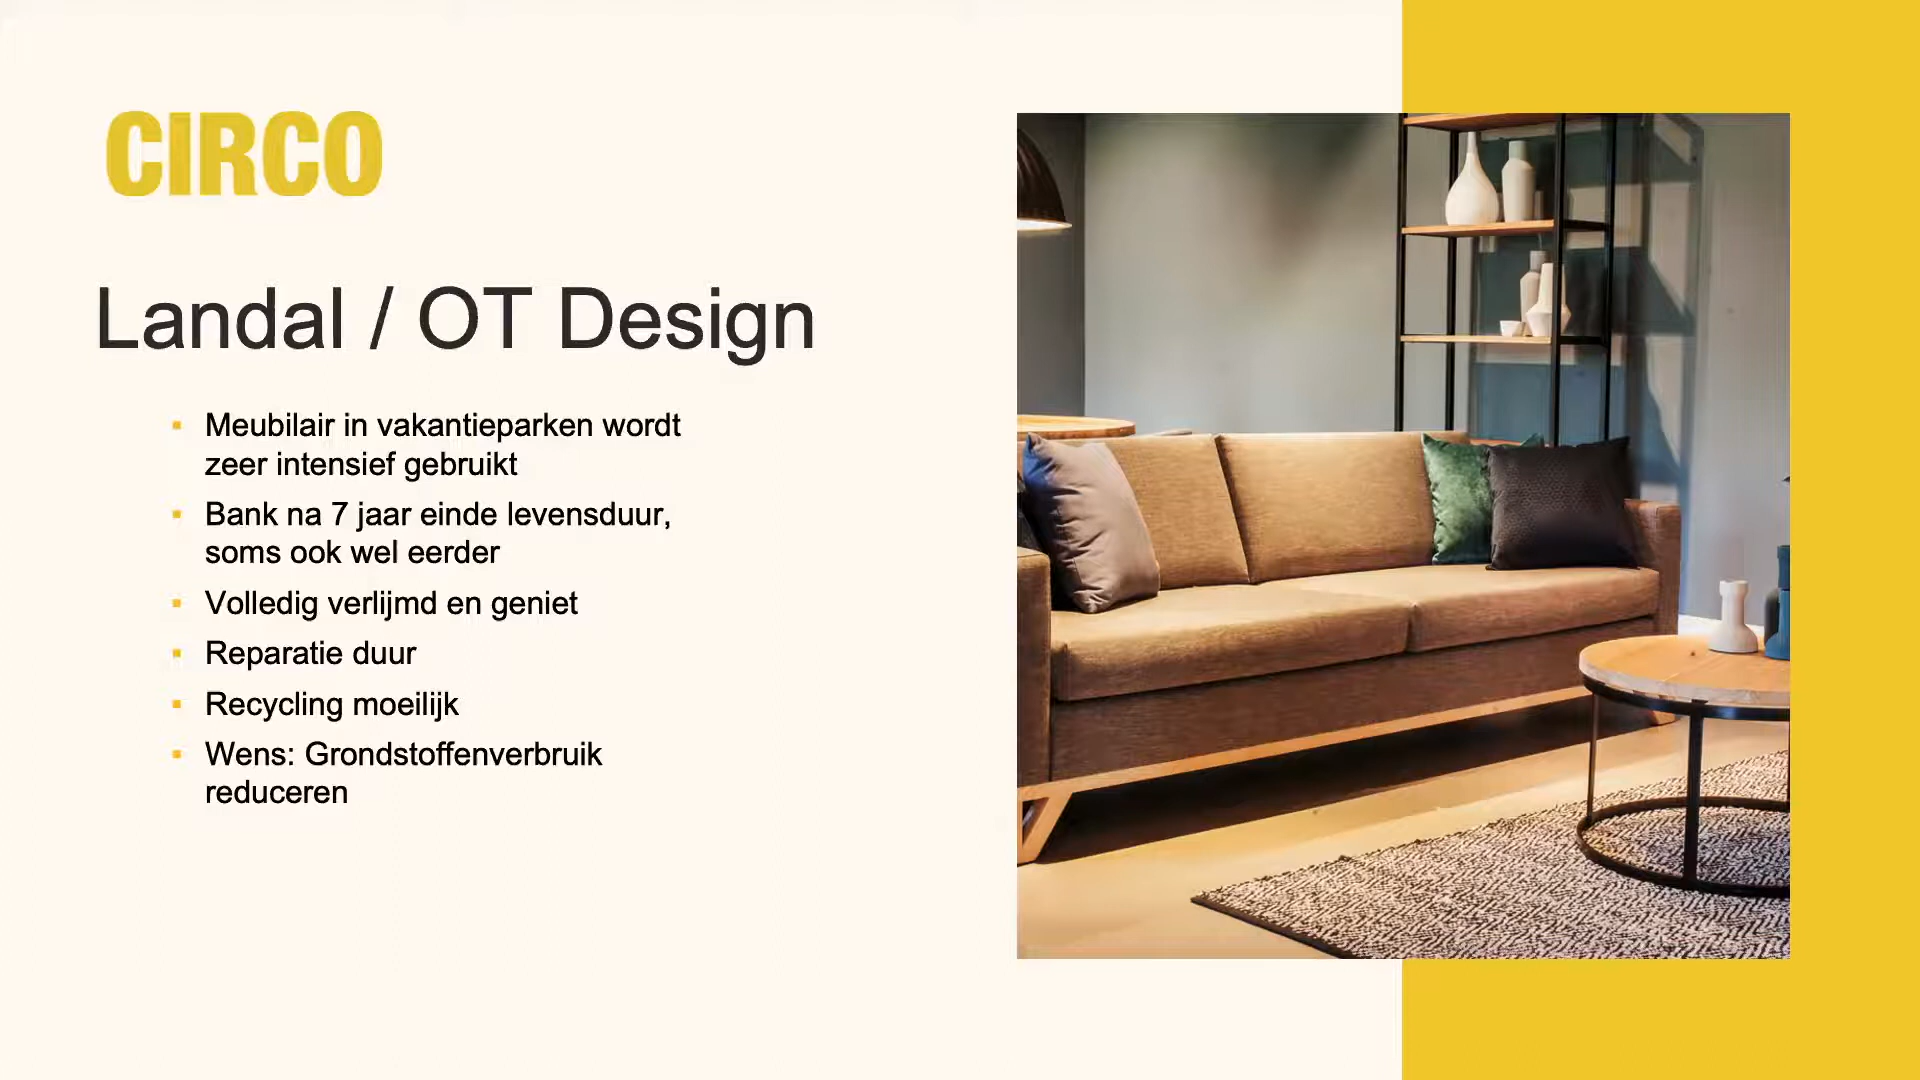 CIRCO
Landal / OT Design
▪ Meubilair in vakantieparken wordt
zeer intensief gebruikt
▪ Bank na 7 jaar einde levensduur,
soms ook wel eerder
▪ Volledig verlijmd en geniet
▪ Reparatie duur
▪ Recycling moeilijk
▪ Wens: Grondstoffenverbruik
reduceren